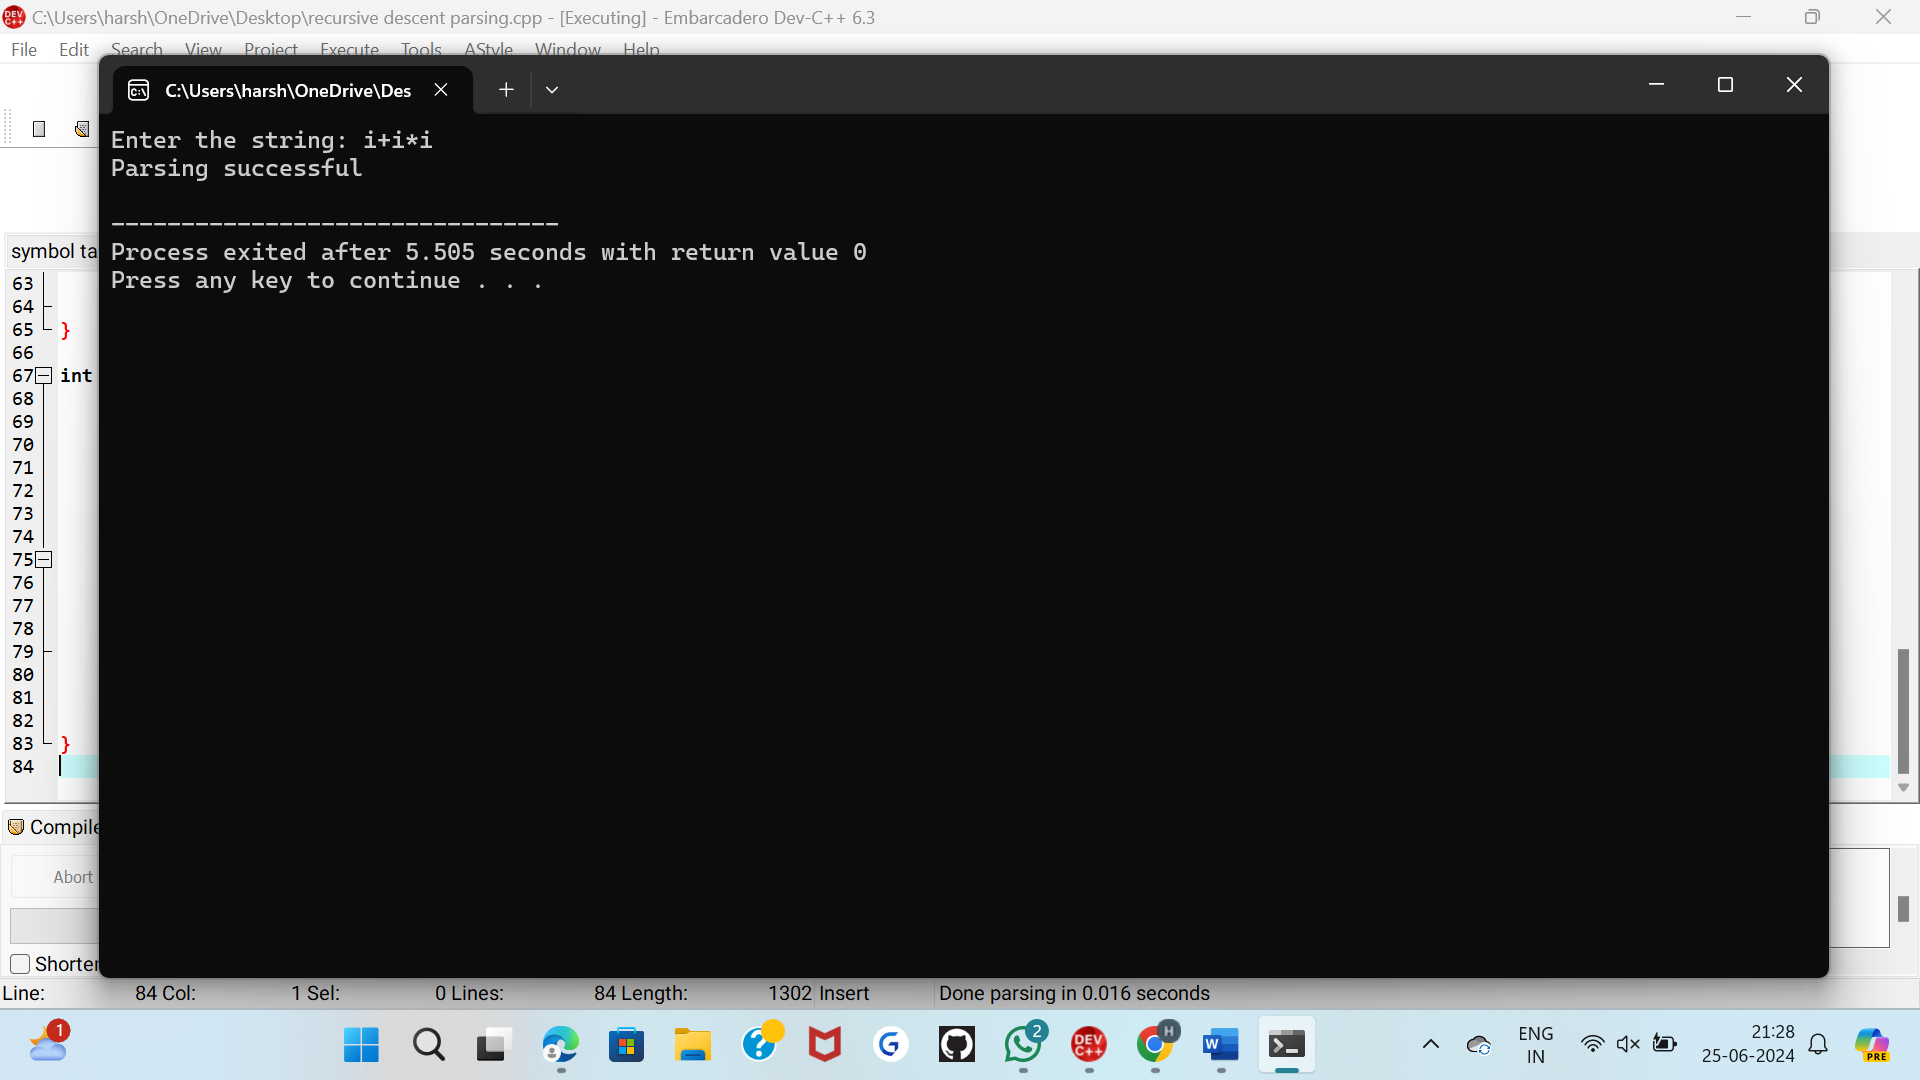 C:\Users\harsh\OneDrive\Desktop\recursive descent parsing.cpp - [Executing] - Embarcadero Dev-C++ 6.3
File Edit Search View Project Execute Tools AStyle Window Help
C:\Users\harsh\OneDrive\Des
Enter the string: i+i*i
Parsing successful
--------------------------------
Process exited after 5.505 seconds with return value 0
Press any key to continue . . .
symbol ta
63
64
65 }
66
67 int
68
69
70
71
72
73
74
75
76
77
78
79
80
81
82
83 }
84
Compile
Abort
Shorten
Line: 84 Col: 1 Sel: 0 Lines: 84 Length: 1302 Insert Done parsing in 0.016 seconds
1
2
DEV C++
H
W
ENG
IN
21:28
25-06-2024
PRE